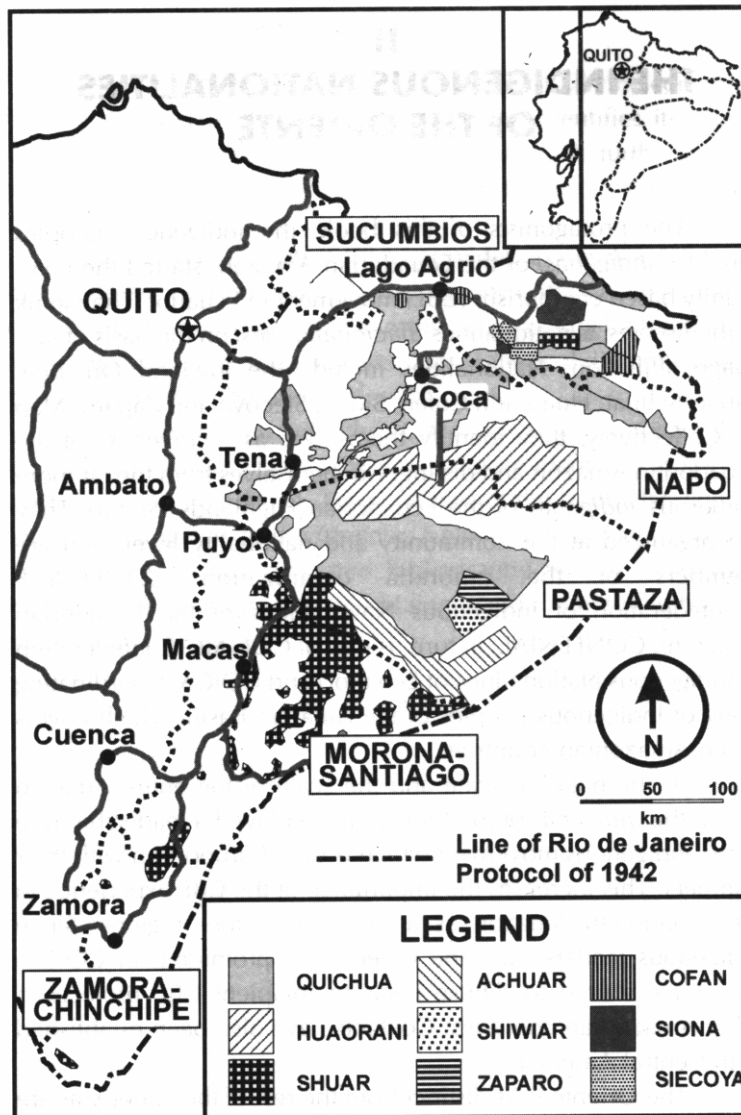 QUITO
SUCUMBIOS
Lago Agrio
QUITO
Coca
Tena
NAPO
Ambato
Puyo
PASTAZA
Macas
Cuenca
MORONA-
SANTIAGO
N
0 50 100
km
Line of Rio de Janeiro
Protocol of 1942
Zamora
ZAMORA-
CHINCHIPE
LEGEND
QUICHUA ACHUAR COFAN
HUAORANI SHIWIAR SIONA
SHUAR ZAPARO SIECOYA